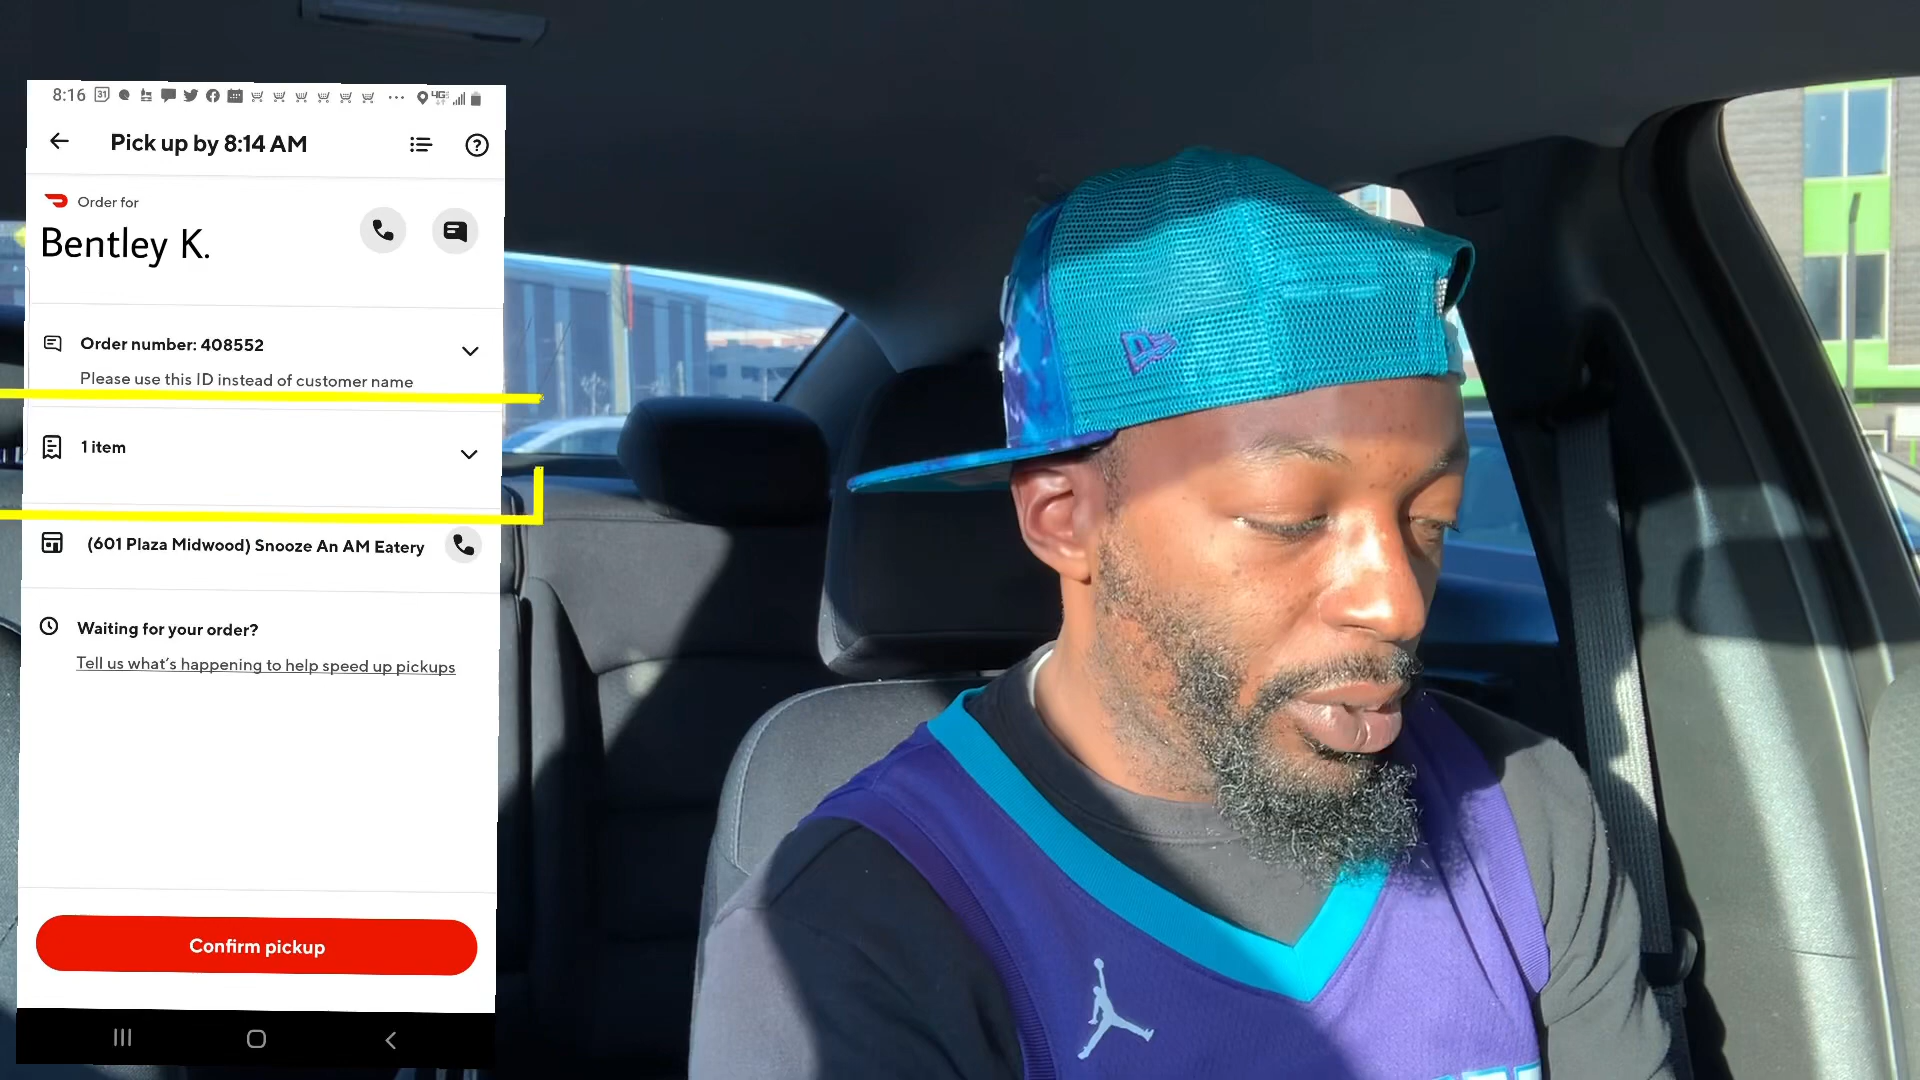 8:16
31
4G
Pick up by 8:14 AM
Order for
Bentley K.
Order number: 408552
Please use this ID instead of customer name
1 item
(601 Plaza Midwood) Snooze An AM Eatery
Waiting for your order?
Tell us what's happening to help speed up pickups
Confirm pickup